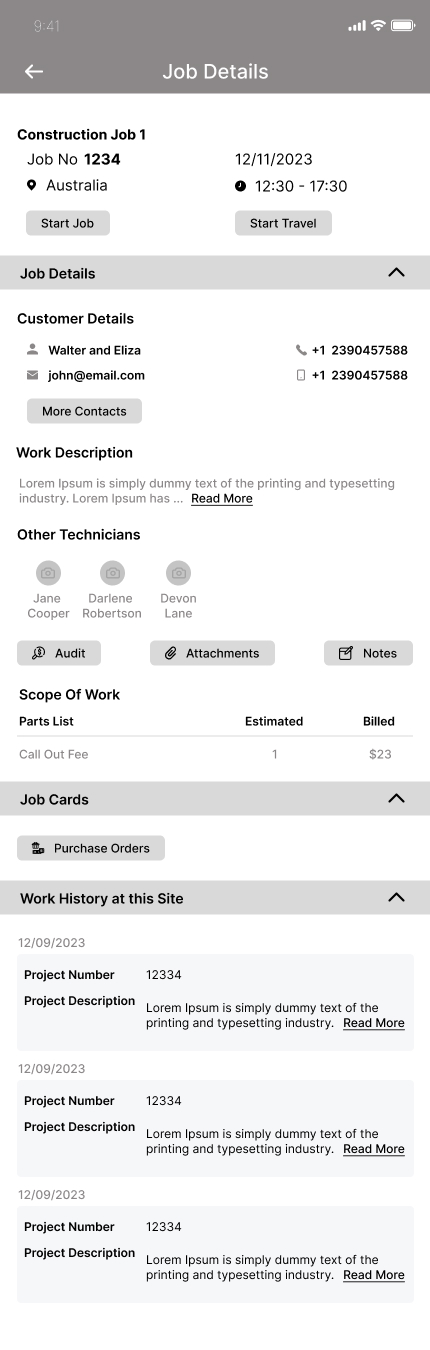 9:41
Job Details
Construction Job 1
Job No 1234
12/11/2023
Australia
12:30 - 17:30
Start Job
Start Travel
Job Details
Customer Details
Walter and Eliza
+1 2390457588
john@email.com
+1 2390457588
More Contacts
Work Description
Lorem Ipsum is simply dummy text of the printing and typesetting
industry. Lorem Ipsum has ... Read More
Other Technicians
Jane
Cooper
Darlene
Robertson
Devon
Lane
Audit
Attachments
Notes
Scope Of Work
Parts List Estimated Billed
Call Out Fee 1 $23
Job Cards
Purchase Orders
Work History at this Site
12/09/2023
Project Number 12334
Project Description
Lorem Ipsum is simply dummy text of the
printing and typesetting industry. Read More
12/09/2023
Project Number 12334
Project Description
Lorem Ipsum is simply dummy text of the
printing and typesetting industry. Read More
12/09/2023
Project Number 12334
Project Description
Lorem Ipsum is simply dummy text of the
printing and typesetting industry. Read More